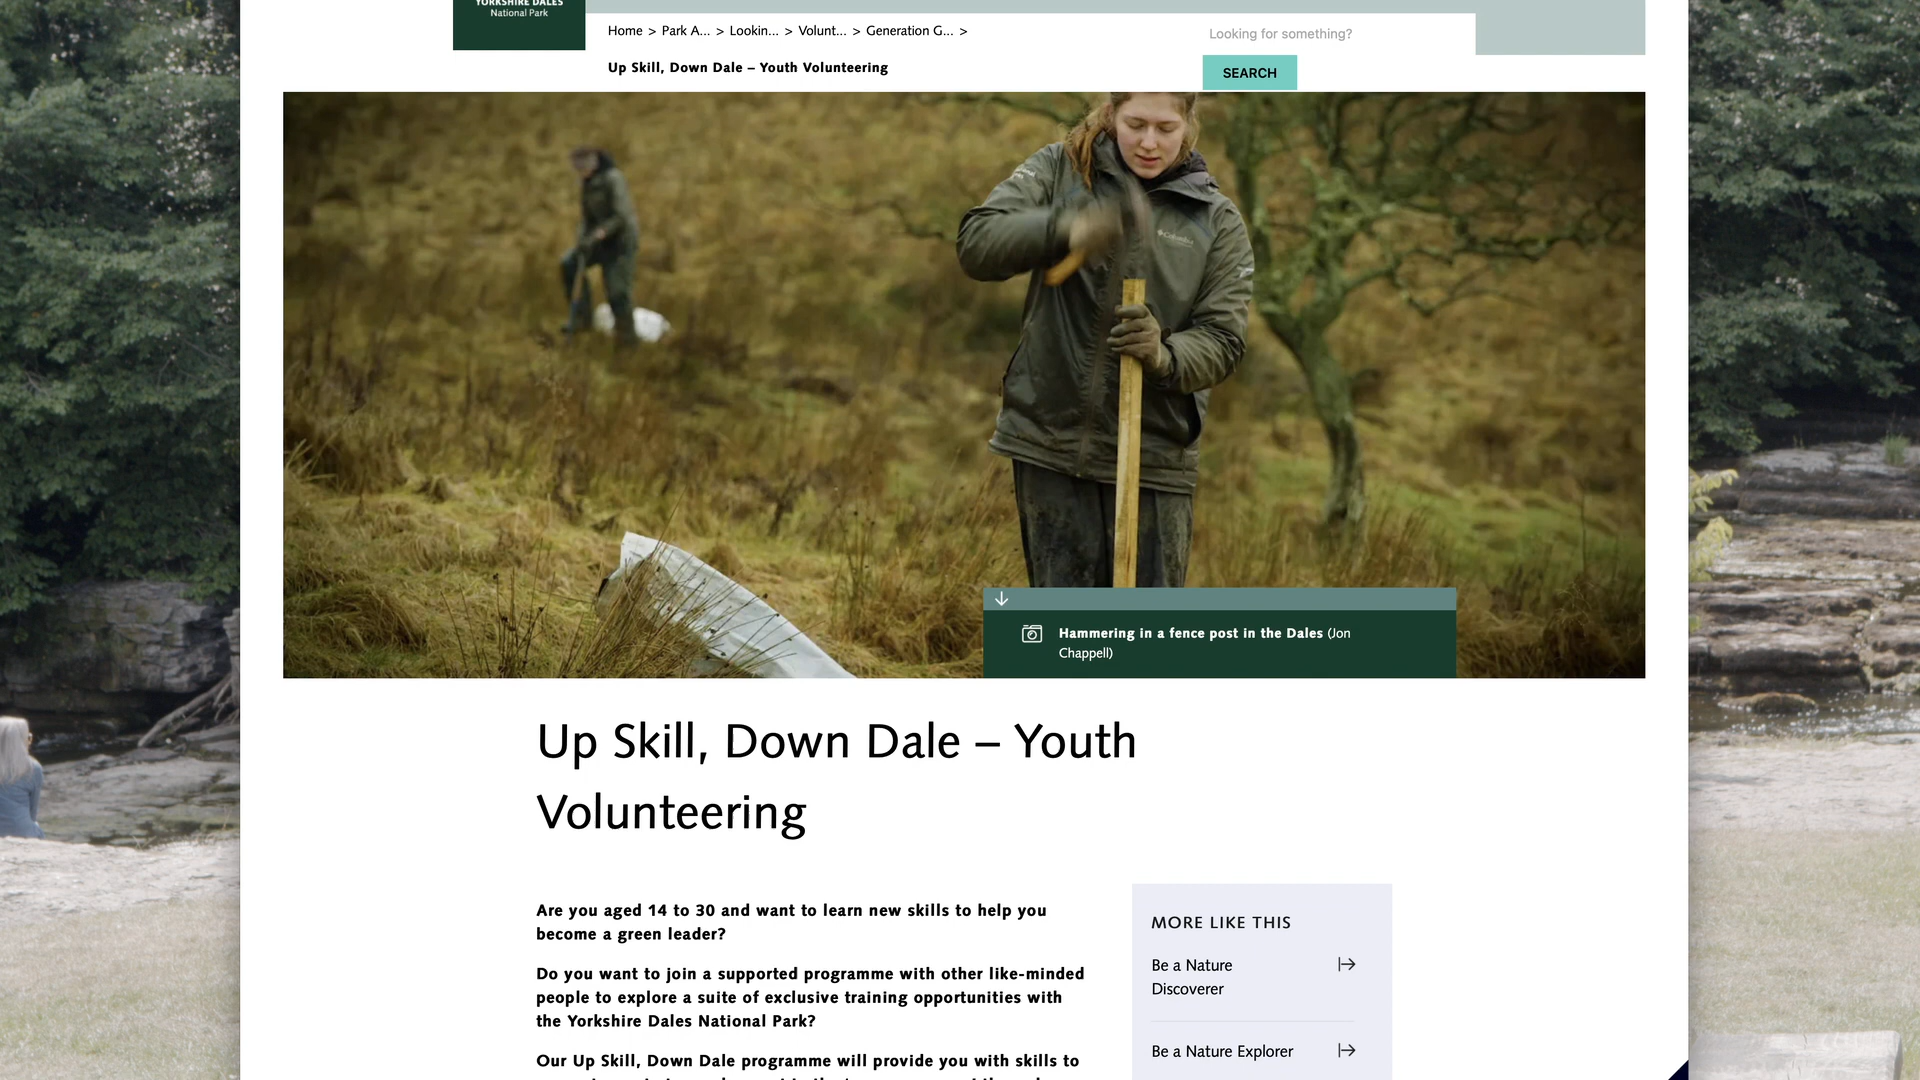 YORKSHIRE DALES
National Park
Home > Park A... > Lookin... > Volunt... > Generation G... >
Up Skill, Down Dale – Youth Volunteering
Looking for something?
SEARCH
Columbia
Hammering in a fence post in the Dales (Jon
Chappell)
Up Skill, Down Dale – Youth
Volunteering
Are you aged 14 to 30 and want to learn new skills to help you
become a green leader?
Do you want to join a supported programme with other like-minded
people to explore a suite of exclusive training opportunities with
the Yorkshire Dales National Park?
Our Up Skill, Down Dale programme will provide you with skills to
MORE LIKE THIS
Be a Nature
Discoverer
Be a Nature Explorer